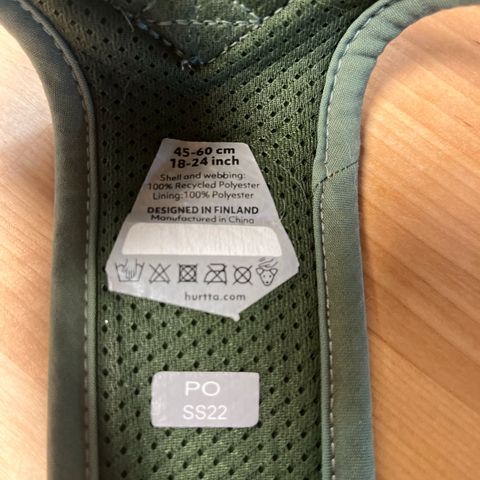 45-60 cm
18-24 inch
Shell and webbing:
100% Recycled Polyester
Lining: 100% Polyester
DESIGNED IN FINLAND
Manufactured in China
hurtta.com
PO
SS22